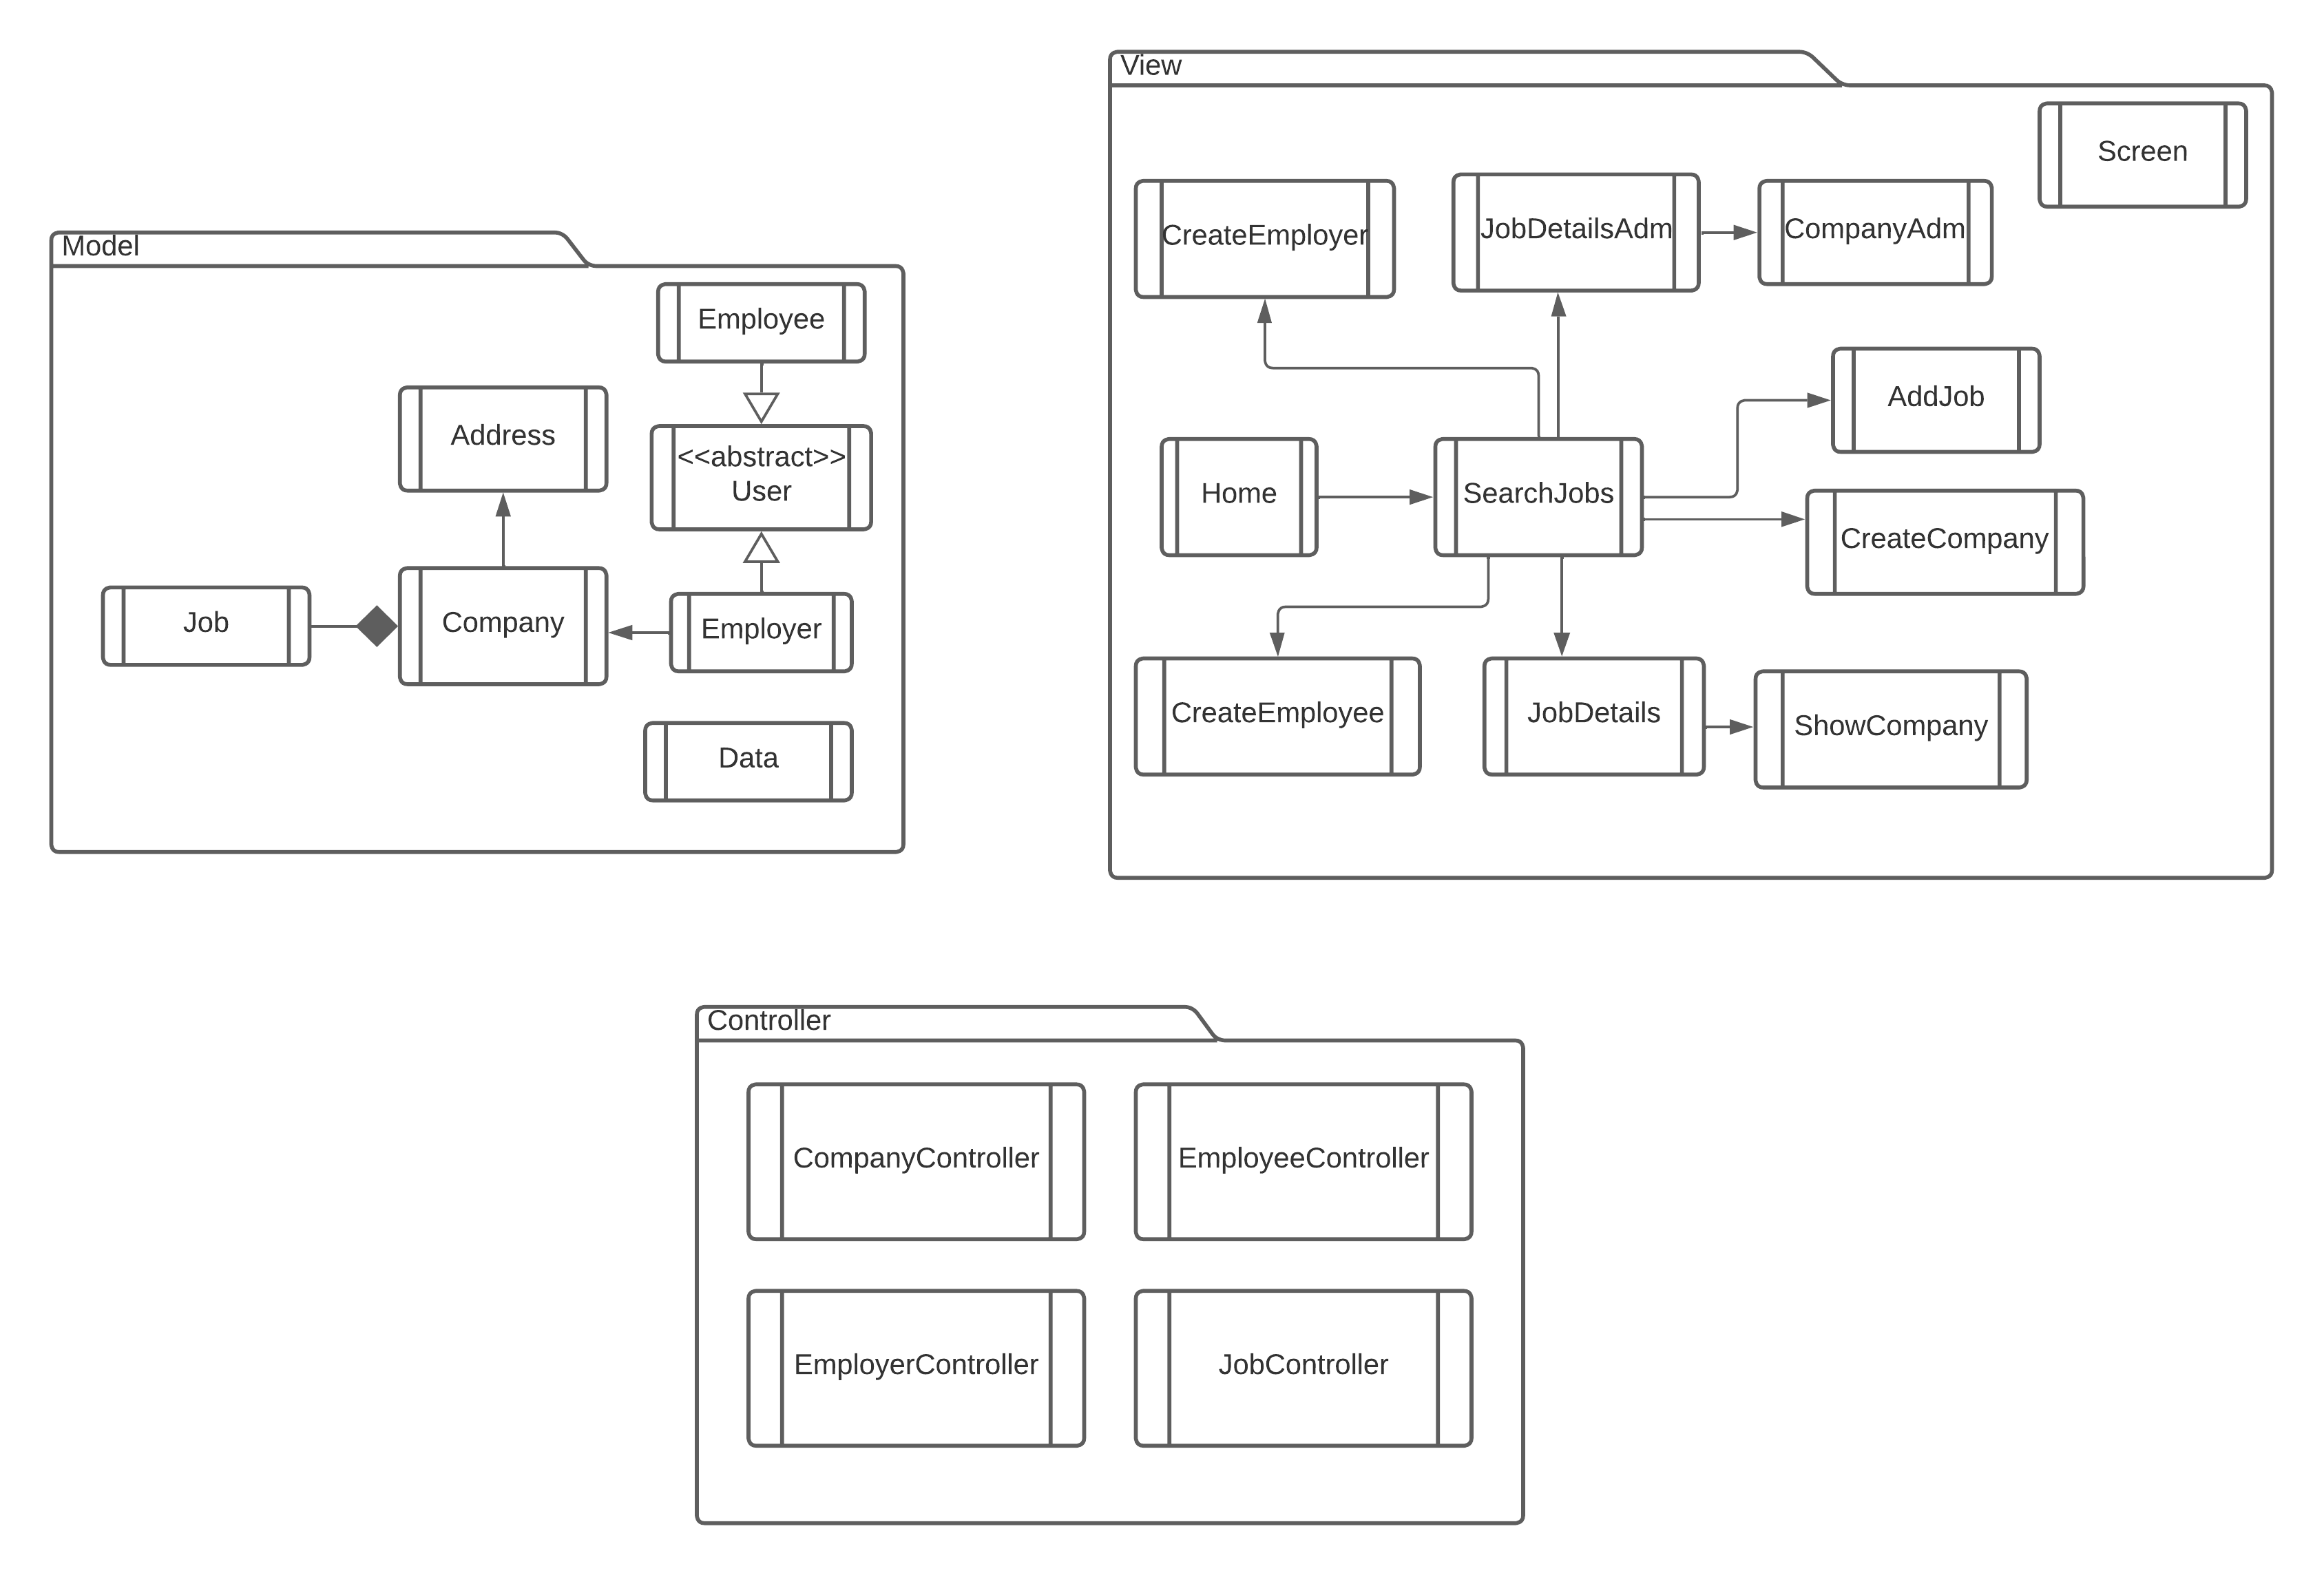 Model
Employee
Address
<<abstract>>
User
Job
Company
Employer
Data
View
Screen
CreateEmployer
JobDetailsAdm
CompanyAdm
AddJob
Home
SearchJobs
CreateCompany
CreateEmployee
JobDetails
ShowCompany
Controller
CompanyController
EmployeeController
EmployerController
JobController